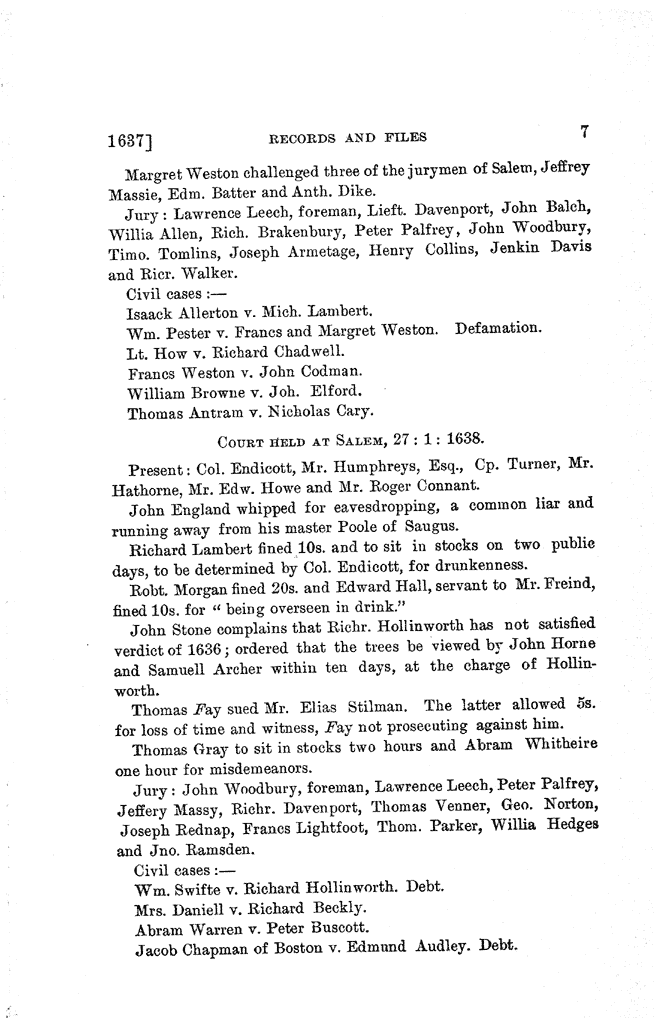 1637]	RECORDS AND FILES	7
Margret Weston challenged three of the jurymen of Salem, Jeffrey
Massie, Edm. Batter and Anth. Dike.
Jury : Lawrence Leech, foreman, Lieft. Davenport, John Balch,
Willia Allen, Rich. Brakenbury, Peter Palfrey, John Woodbury,
Timo. Tomlins, Joseph Armetage, Henry Collins, Jenkin Davis
and Ricr. Walker.
Civil cases :—
Isaack Allerton v. Mich. Lambert.
Wm. Pester v. Francs and Margret Weston. Defamation.
Lt. How v. Richard Chadwell.
Francs Weston v. John Codman.
William Browne v. Joh. Elford.
Thomas Antram v. Nicholas Cary.
COURT HELD AT SALEM, 27 : 1 : 1638.
Present : Col. Endicott, Mr. Humphreys, Esq., Cp. Turner, Mr.
Hathorne, Mr. Edw. Howe and Mr. Roger Connant.
John England whipped for eavesdropping, a common liar and
running away from his master Poole of Saugus.
Richard Lambert fined 10s. and to sit in stocks on two public
days, to be determined by Col. Endicott, for drunkenness.
Robt. Morgan fined 20s. and Edward Hall, servant to Mr. Freind,
fined 10s. for “ being overseen in drink.”
John Stone complains that Richr. Hollinworth has not satisfied
verdict of 1636 ; ordered that the trees be viewed by John Horne
and Samuell Archer within ten days, at the charge of Hollin-
worth.
Thomas Fay sued Mr. Elias Stilman. The latter allowed 5s.
for loss of time and witness, Fay not prosecuting against him.
Thomas Gray to sit in stocks two hours and Abram Whitheire
one hour for misdemeanors.
Jury : John Woodbury, foreman, Lawrence Leech, Peter Palfrey,
Jeffery Massy, Richr. Davenport, Thomas Venner, Geo. Norton,
Joseph Rednap, Francs Lightfoot, Thom. Parker, Willia Hedges
and Jno. Ramsden.
Civil cases :—
Wm. Swifte v. Richard Hollinworth. Debt.
Mrs. Daniell v. Richard Beckly.
Abram Warren v. Peter Buscott.
Jacob Chapman of Boston v. Edmund Audley. Debt.